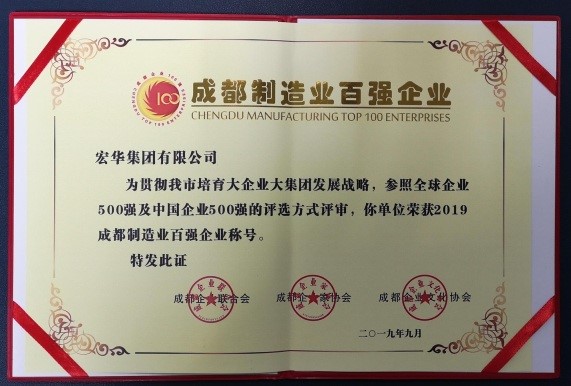 成都制造业百强企业
CHENGDU MANUFACTURING TOP 100 ENTERPRISES
100
宏华集团有限公司
为贯彻我市培育大企业大集团发展战略，参照全球企业
500强及中国企业500强的评选方式评审，你单位荣获2019
成都制造业百强企业称号。
特发此证
成都企业联合会 成都企业家协会 成都企业文化协会
二〇一九年九月